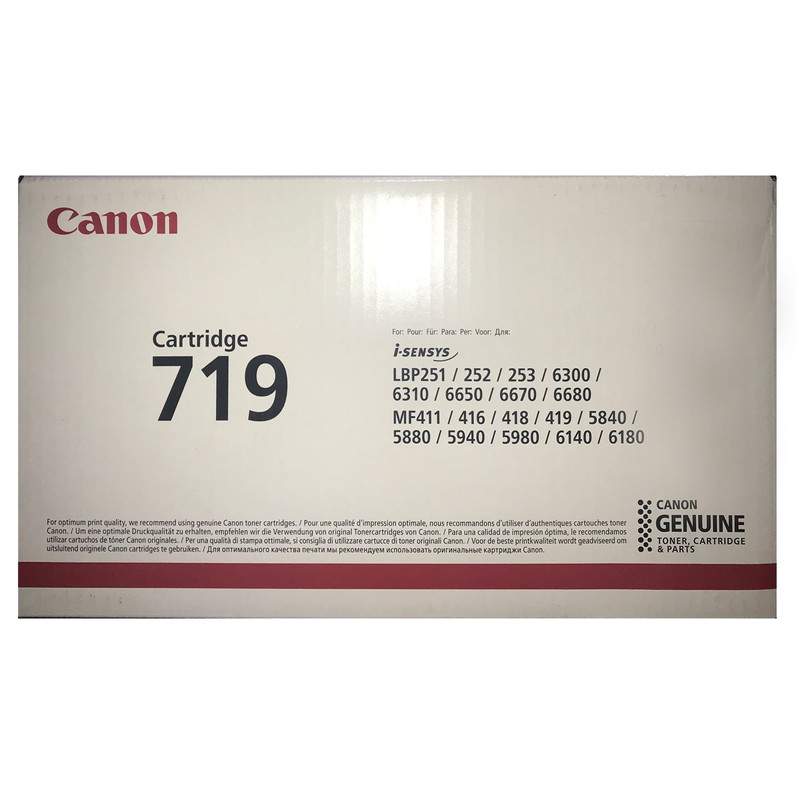 Canon
Cartridge
719
For: Pour: Für: Para: Per: Voor: Для:
i-SENSYS
LBP251 / 252 / 253 / 6300 /
6310 / 6650 / 6670 / 6680
MF411 / 416 / 418 / 419 / 5840 /
5880 / 5940 / 5980 / 6140 / 6180
For optimum print quality, we recommend using genuine Canon toner cartridges. / Pour une qualité d'impression optimale, nous recommandons d'utiliser d'authentiques cartouches toner
Canon. / Um eine optimale Druckqualität zu erhalten, empfehlen wir die Verwendung von original Tonercartridges von Canon. / Para una calidad de impresión óptima, le recomendamos
utilizar cartuchos de tóner Canon originales. / Per una qualità di stampa ottimale, si consiglia di utilizzare cartucce di toner originali Canon. / Voor de beste printkwaliteit wordt geadviseerd om
uitsluitend originele Canon cartridges te gebruiken. / Для оптимального качества печати мы рекомендуем использовать оригинальные картриджи Canon.
CANON
GENUINE
TONER, CARTRIDGE
& PARTS